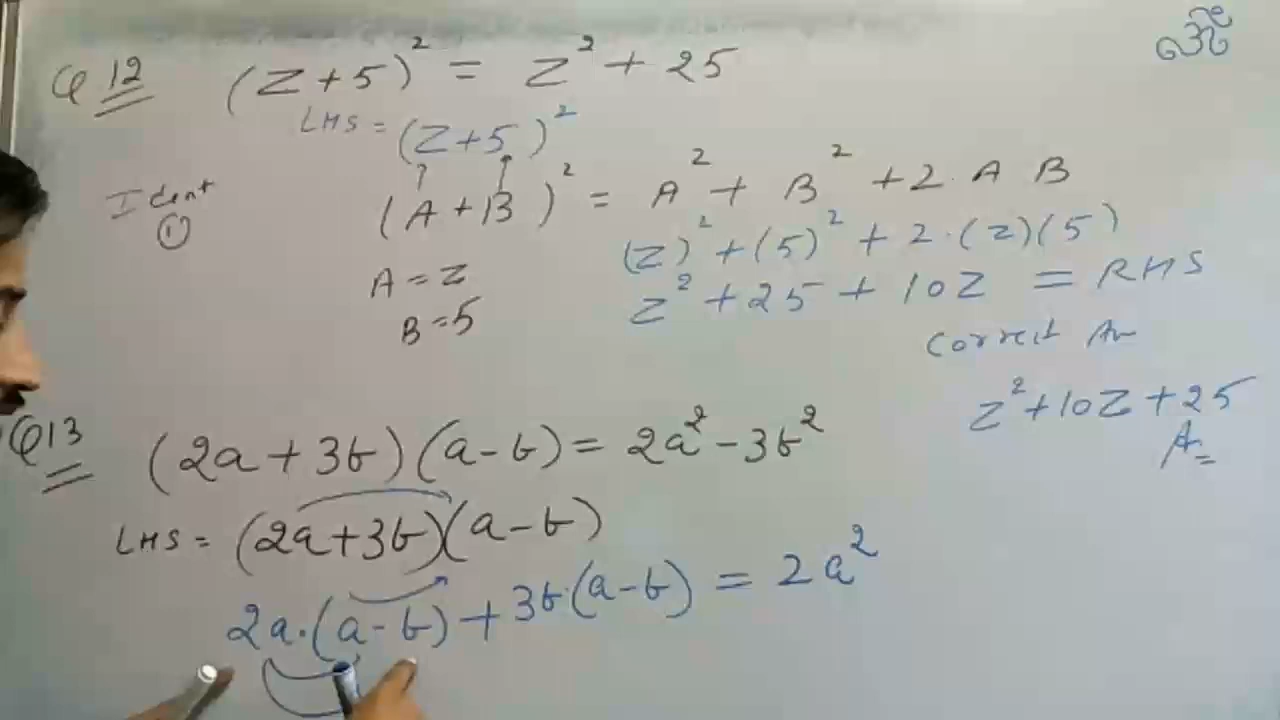 ॐ
Q 12 (Z+5)² = Z² + 25
LHS = (Z+5)²
Ident ① (A+B)² = A² + B² + 2. A B
(Z)² + (5)² + 2.(Z)(5)
A = Z
Z² + 25 + 10Z = RHS
B = 5
Correct An
Z² + 10Z + 25
A=
Q13 (2a + 3b)(a - b) = 2a² - 3b²
LHS = (2a+3b)(a-b)
2a.(a-b) + 3b.(a-b) = 2a²